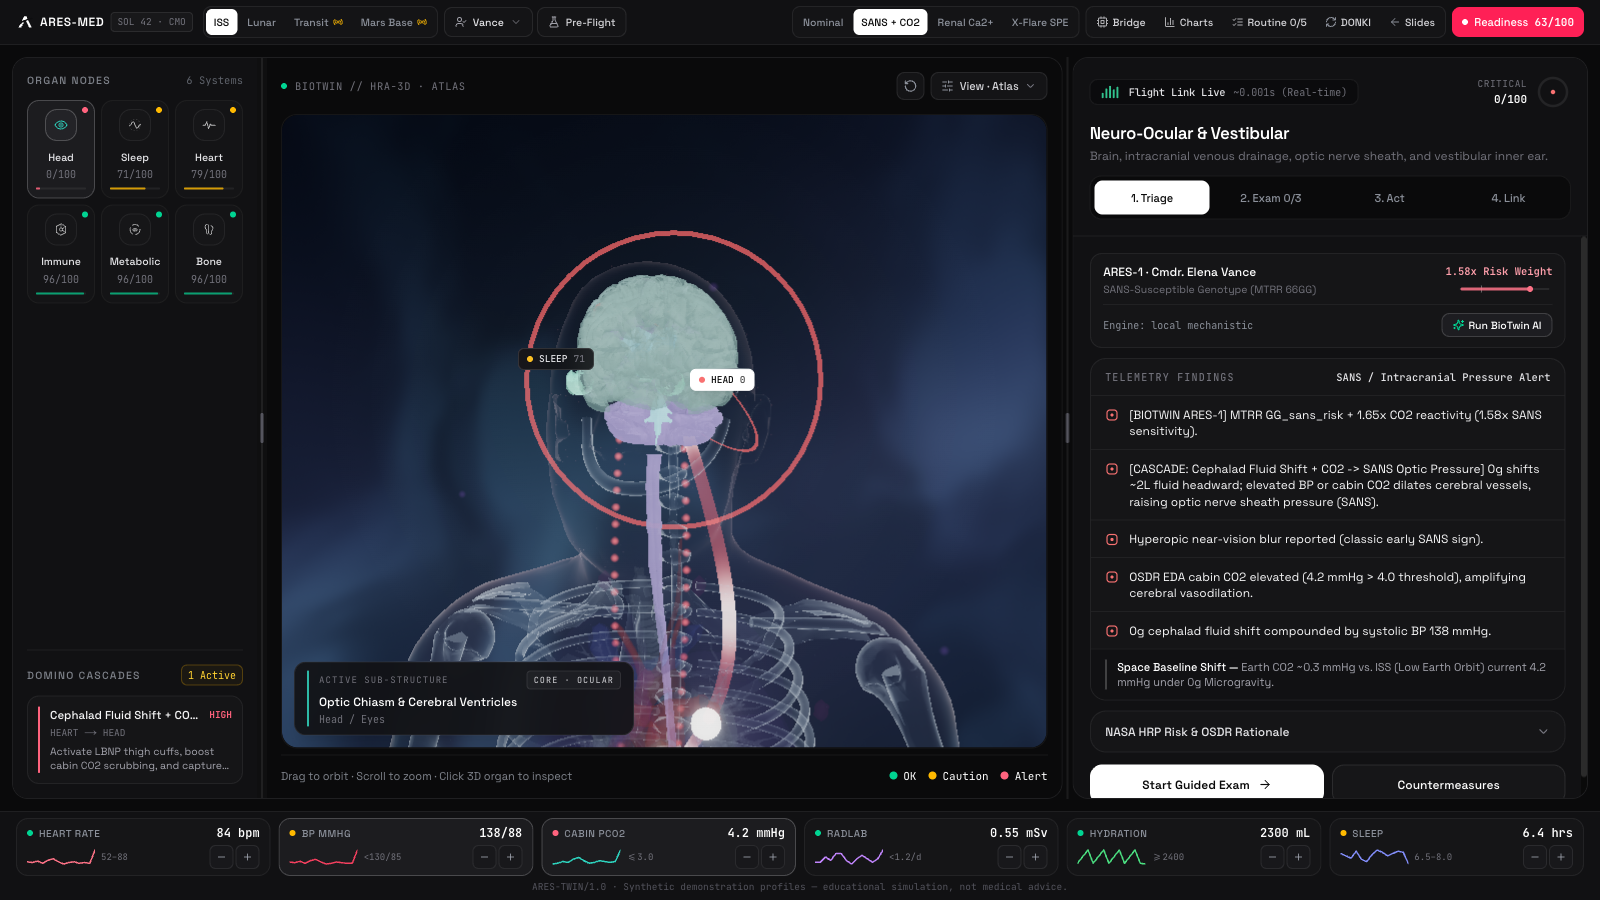 ARES-MED SOL 42 · CMO ISS Lunar Transit Mars Base Vance Pre-Flight Nominal SANS + CO2 Renal Ca2+ X-Flare SPE Bridge Charts Routine 0/5 DONKI Slides Readiness 63/100
ORGAN NODES 6 Systems
Head
0/100
Sleep
71/100
Heart
79/100
Immune
96/100
Metabolic
96/100
Bone
96/100
DOMINO CASCADES 1 Active
Cephalad Fluid Shift + CO... HIGH
HEART → HEAD
Activate LBNP thigh cuffs, boost
cabin CO2 scrubbing, and capture...
BIOTWIN // HRA-3D · ATLAS View · Atlas
SLEEP 71
HEAD 0
ACTIVE SUB-STRUCTURE CORE · OCULAR
Optic Chiasm & Cerebral Ventricles
Head / Eyes
Drag to orbit · Scroll to zoom · Click 3D organ to inspect OK Caution Alert
Flight Link Live ~0.001s (Real-time)
CRITICAL
0/100
Neuro-Ocular & Vestibular
Brain, intracranial venous drainage, optic nerve sheath, and vestibular inner ear.
1. Triage 2. Exam 0/3 3. Act 4. Link
ARES-1 · Cmdr. Elena Vance 1.58x Risk Weight
SANS-Susceptible Genotype (MTRR 66GG)
Engine: local mechanistic Run BioTwin AI
TELEMETRY FINDINGS SANS / Intracranial Pressure Alert
[BIOTWIN ARES-1] MTRR GG_sans_risk + 1.65x CO2 reactivity (1.58x SANS
sensitivity).
[CASCADE: Cephalad Fluid Shift + CO2 -> SANS Optic Pressure] 0g shifts
~2L fluid headward; elevated BP or cabin CO2 dilates cerebral vessels,
raising optic nerve sheath pressure (SANS).
Hyperopic near-vision blur reported (classic early SANS sign).
OSDR EDA cabin CO2 elevated (4.2 mmHg > 4.0 threshold), amplifying
cerebral vasodilation.
0g cephalad fluid shift compounded by systolic BP 138 mmHg.
Space Baseline Shift — Earth CO2 ~0.3 mmHg vs. ISS (Low Earth Orbit) current 4.2
mmHg under 0g Microgravity.
NASA HRP Risk & OSDR Rationale
Start Guided Exam → Countermeasures
HEART RATE 84 bpm
52-88 − +
BP MMHG 138/88
<130/85 − +
CABIN PCO2 4.2 mmHg
≤3.0 − +
RADLAB 0.55 mSv
<1.2/d − +
HYDRATION 2300 mL
≥2400 − +
SLEEP 6.4 hrs
6.5-8.0 − +
ARES-TWIN/1.0 · Synthetic demonstration profiles — educational simulation, not medical advice.